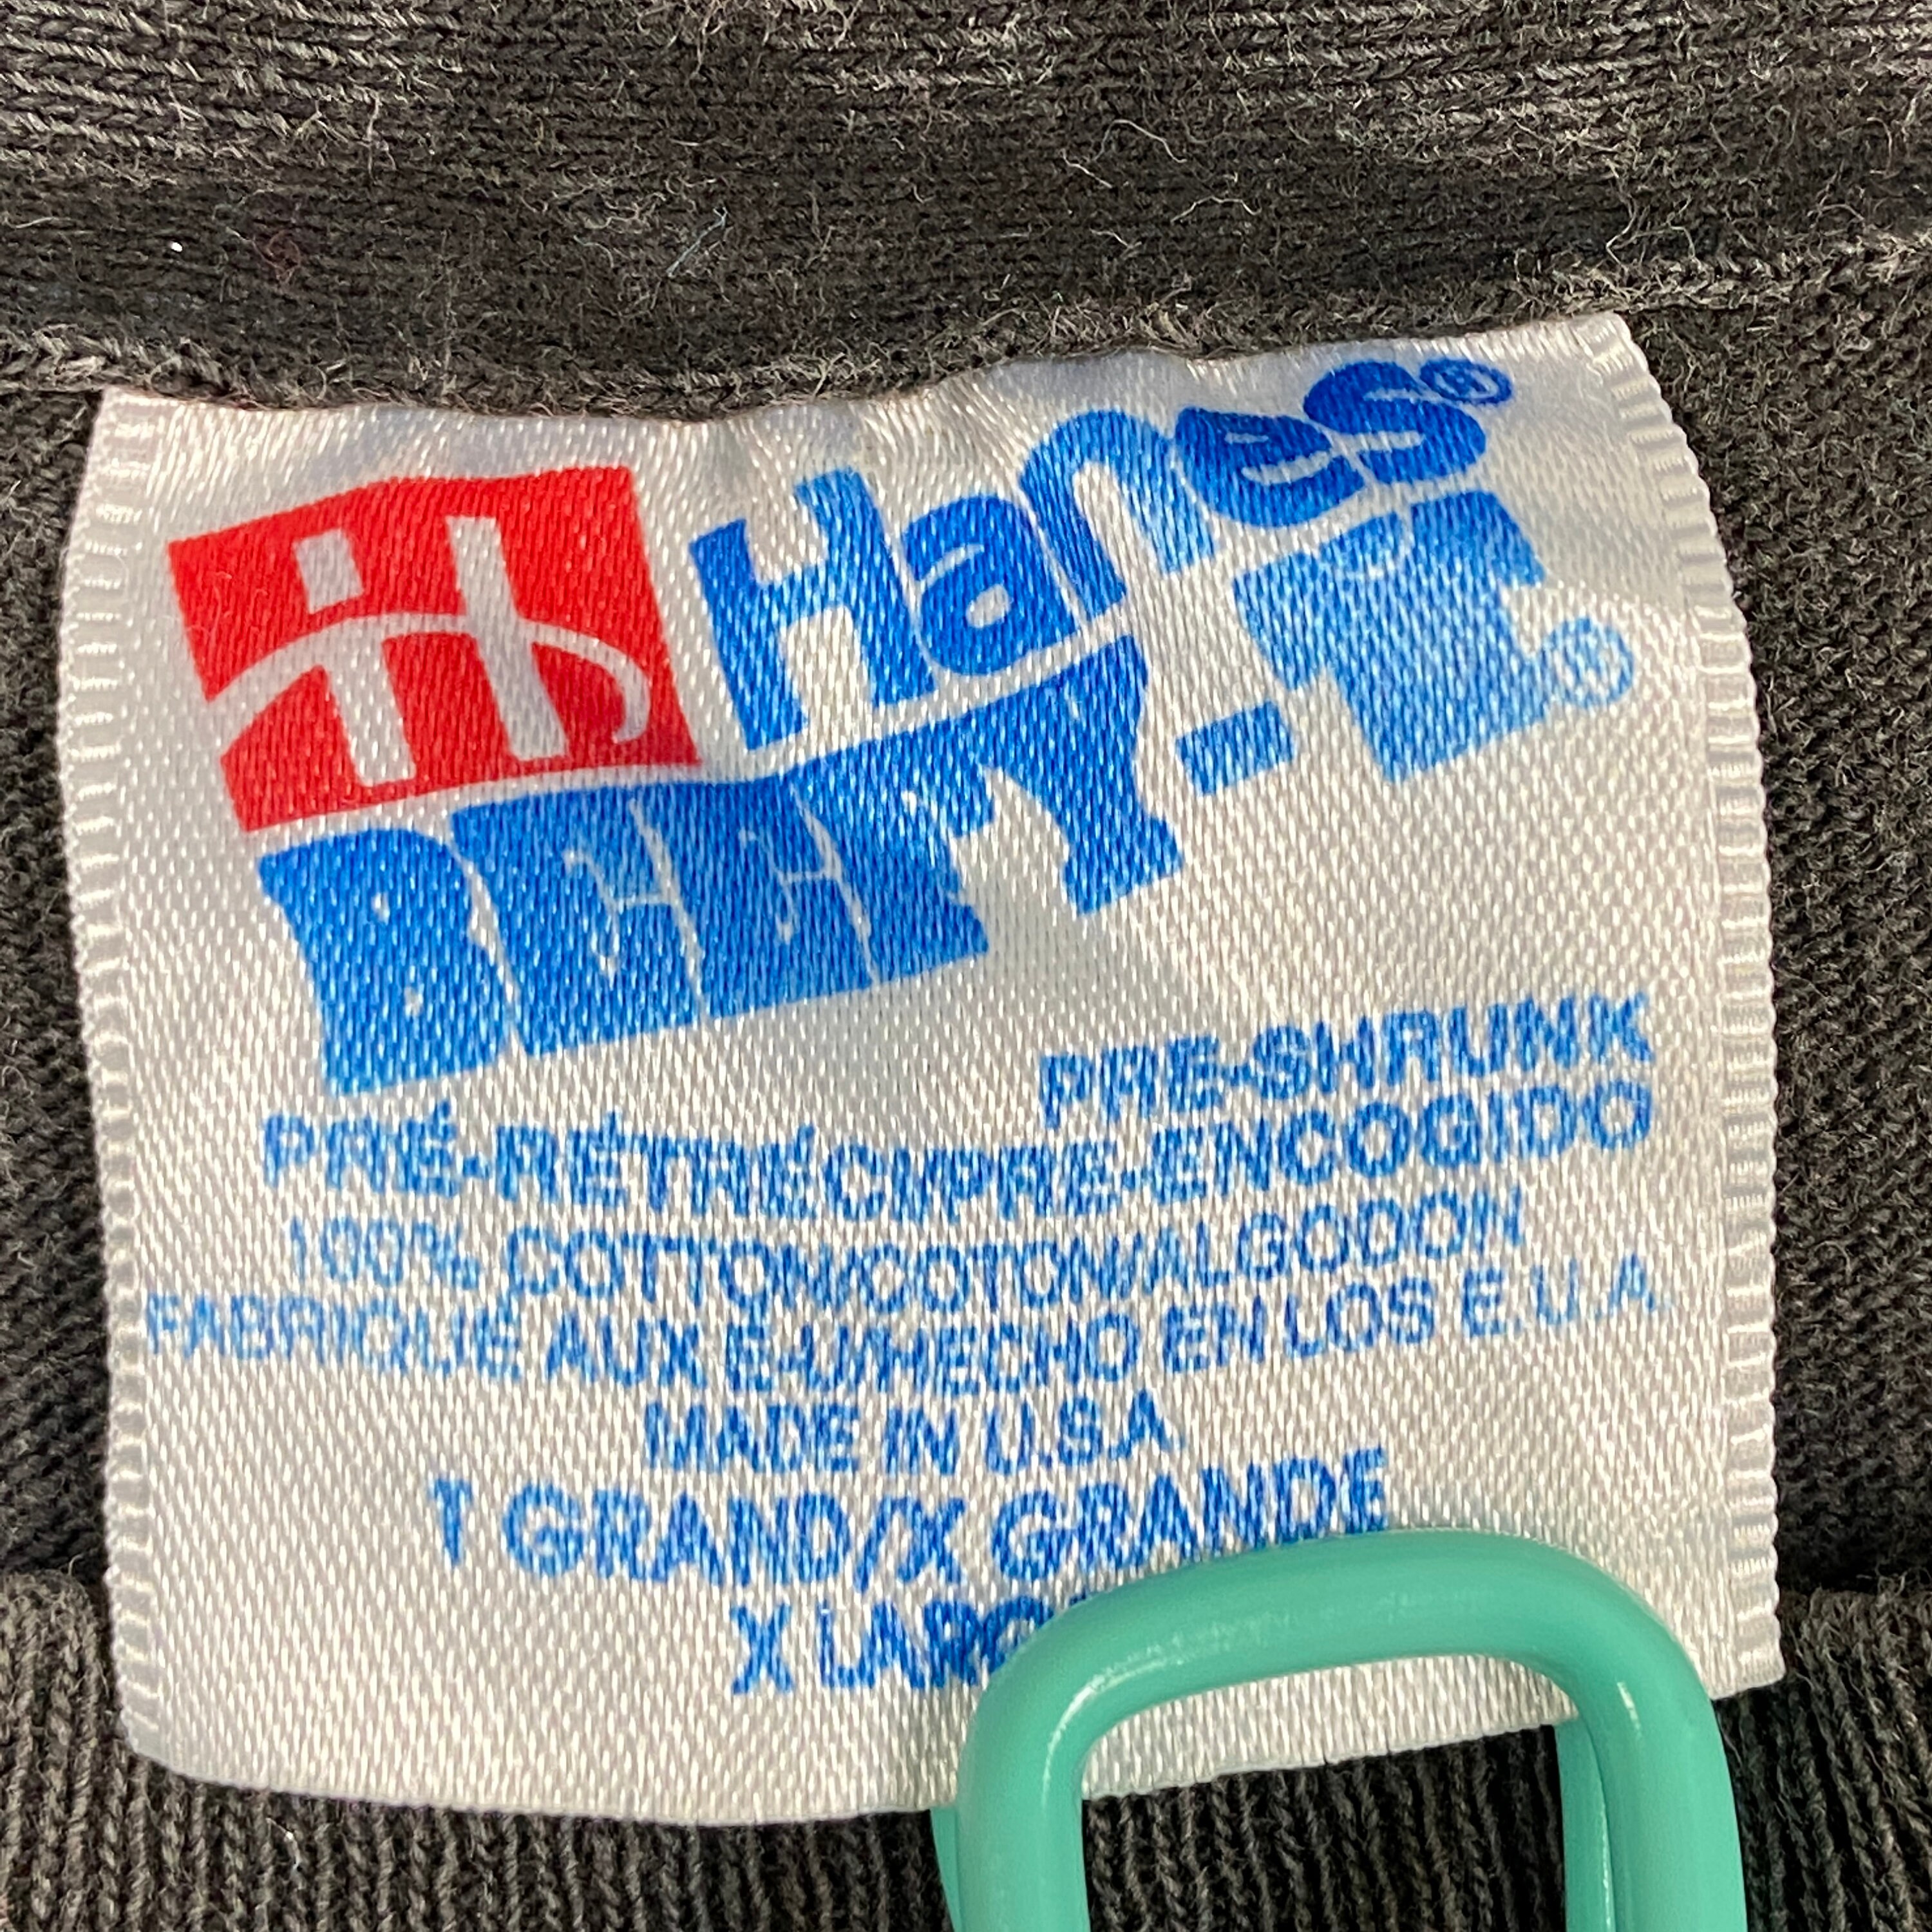 Hanes®
BEEFY-T®
PRE-SHRUNK
PRÉ-RÉTRÉCI/PRE-ENCOGIDO
100% COTTON/COTON/ALGODON
FABRIQUÉ AUX É-U/HECHO EN LOS E.U.A.
MADE IN U.S.A.
T GRAND/X GRANDE
X